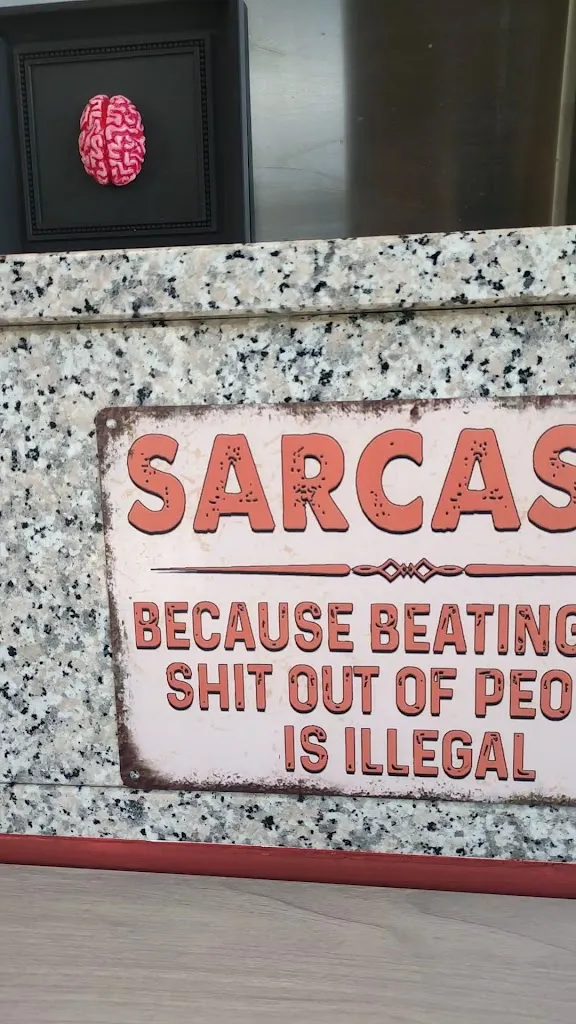 SARCAS
BECAUSE BEATING
SHIT OUT OF PEO
IS ILLEGAL